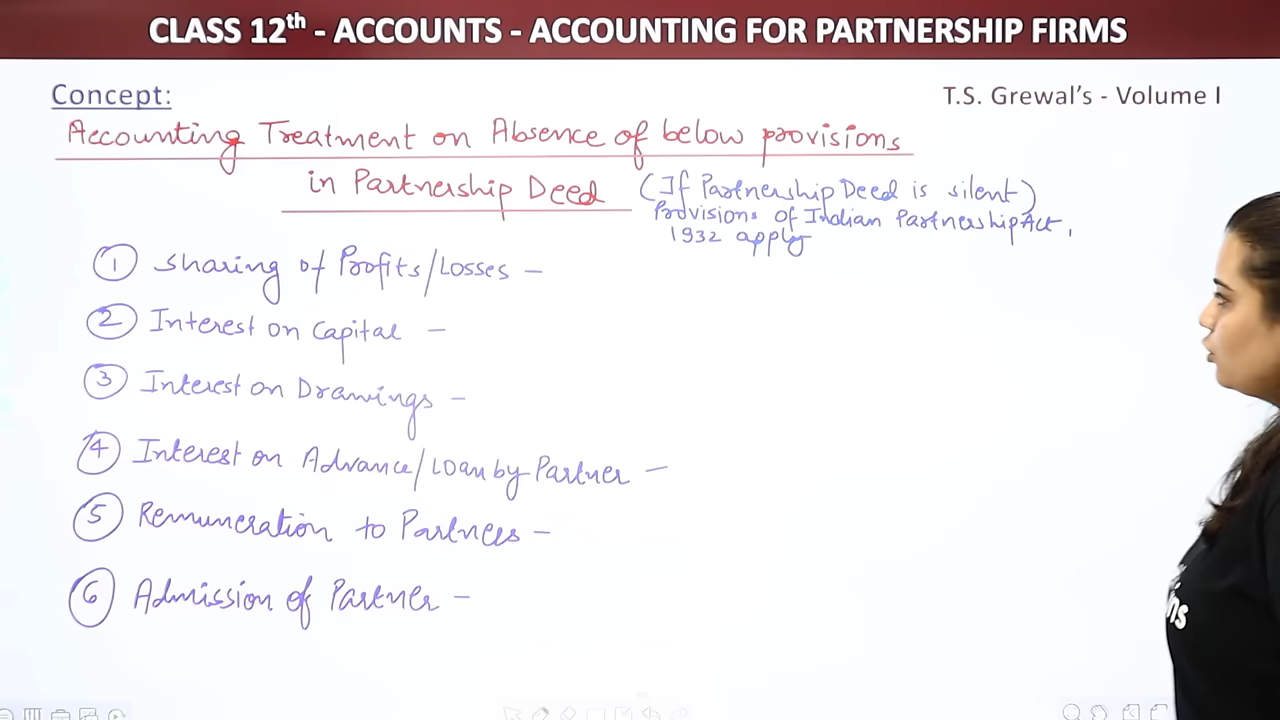 CLASS 12th - ACCOUNTS - ACCOUNTING FOR PARTNERSHIP FIRMS
Concept:
T.S. Grewal's - Volume I
Accounting Treatment on Absence of below provisions
in Partnership Deed (If Partnership Deed is silent)
Provisions of Indian Partnership Act,
1932 apply
① Sharing of Profits/Losses -
② Interest on Capital -
③ Interest on Drawings -
④ Interest on Advance/Loan by Partner -
⑤ Remuneration to Partners -
⑥ Admission of Partner -